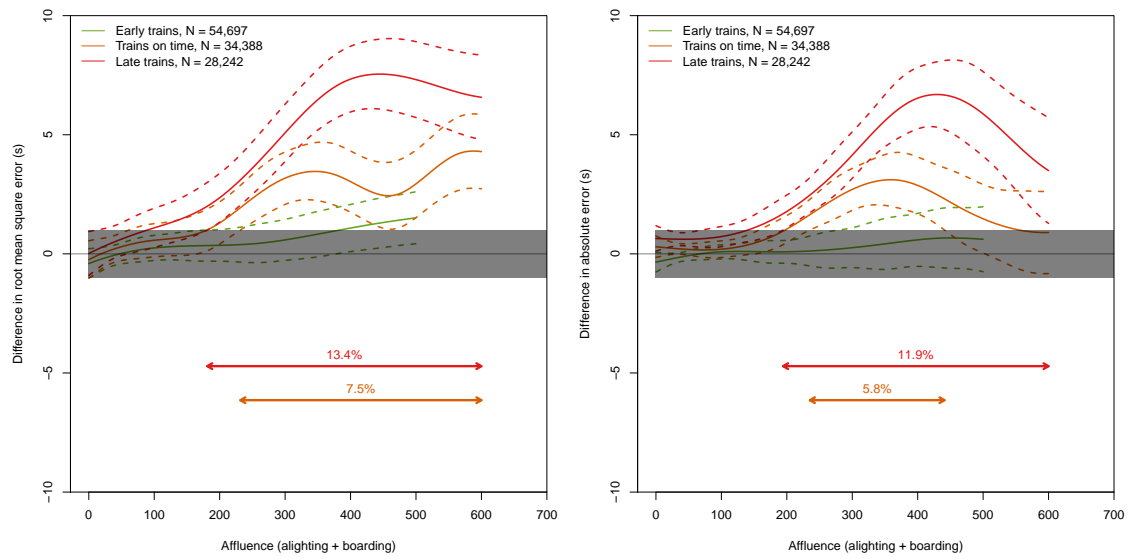 Early trains, N = 54,697
Trains on time, N = 34,388
Late trains, N = 28,242
10
5
0
−5
−10
Difference in root mean square error (s)
13.4%
7.5%
0 100 200 300 400 500 600 700
Affluence (alighting + boarding)
Early trains, N = 54,697
Trains on time, N = 34,388
Late trains, N = 28,242
10
5
0
−5
−10
Difference in absolute error (s)
11.9%
5.8%
0 100 200 300 400 500 600 700
Affluence (alighting + boarding)